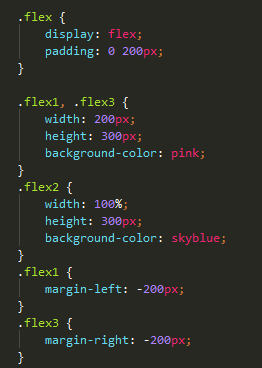 .flex {
    display: flex;
    padding: 0 200px;
}

.flex1, .flex3 {
    width: 200px;
    height: 300px;
    background-color: pink;
}
.flex2 {
    width: 100%;
    height: 300px;
    background-color: skyblue;
}
.flex1 {
    margin-left: -200px;
}
.flex3 {
    margin-right: -200px;
}